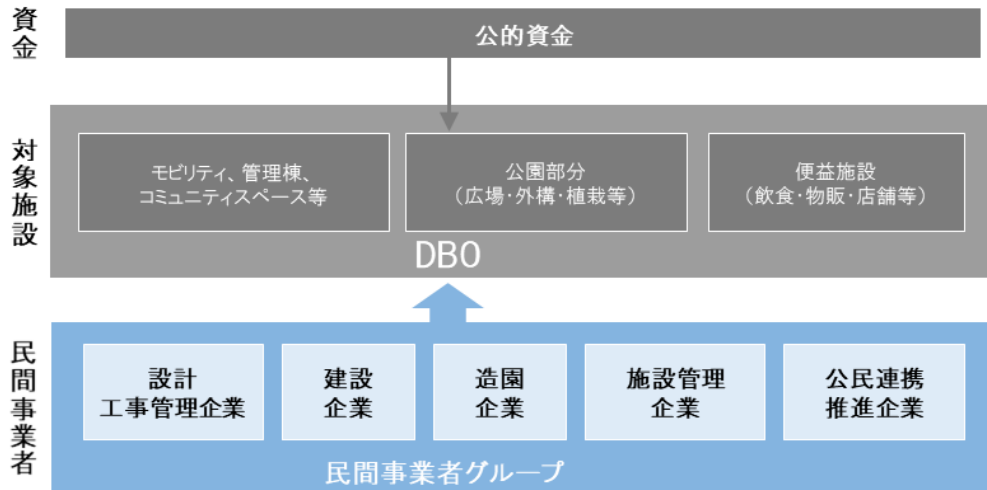 資金
公的資金
対象施設
モビリティ、管理棟、
コミュニティスペース等
公園部分
（広場・外構・植栽等）
便益施設
（飲食・物販・店舗等）
DBO
民間事業者
設計
工事管理企業
建設
企業
造園
企業
施設管理
企業
公民連携
推進企業
民間事業者グループ